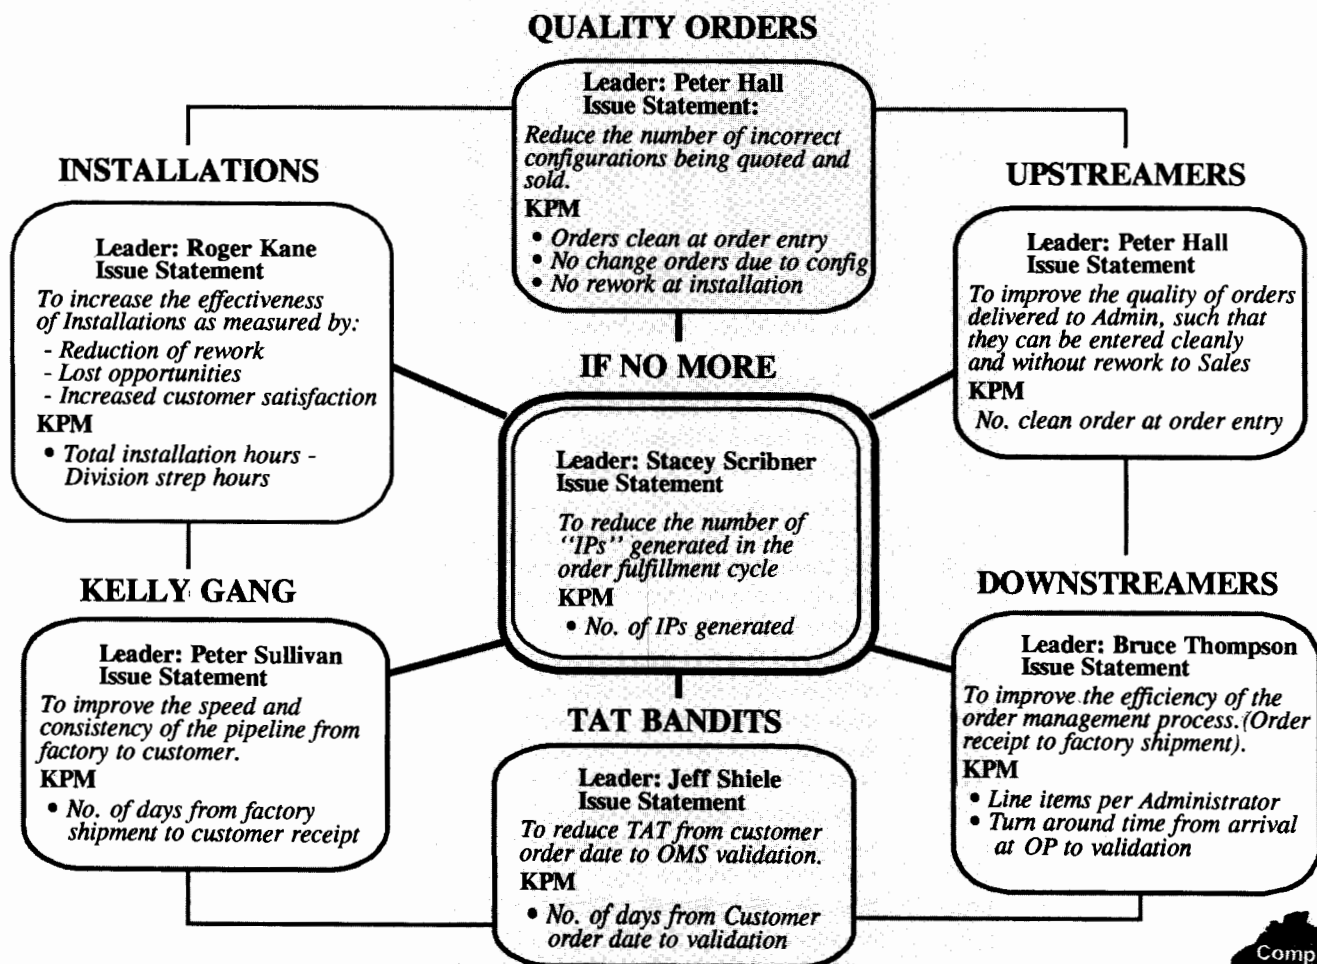 QUALITY ORDERS
Leader: Peter Hall
Issue Statement:
Reduce the number of incorrect
configurations being quoted and
sold.
KPM
• Orders clean at order entry
• No change orders due to config
• No rework at installation
INSTALLATIONS
Leader: Roger Kane
Issue Statement
To increase the effectiveness
of Installations as measured by:
- Reduction of rework
- Lost opportunities
- Increased customer satisfaction
KPM
• Total installation hours -
Division strep hours
UPSTREAMERS
Leader: Peter Hall
Issue Statement
To improve the quality of orders
delivered to Admin, such that
they can be entered cleanly
and without rework to Sales
KPM
No. clean order at order entry
IF NO MORE
Leader: Stacey Scribner
Issue Statement
To reduce the number of
"IPs" generated in the
order fulfillment cycle
KPM
• No. of IPs generated
KELLY GANG
Leader: Peter Sullivan
Issue Statement
To improve the speed and
consistency of the pipeline from
factory to customer.
KPM
• No. of days from factory
shipment to customer receipt
DOWNSTREAMERS
Leader: Bruce Thompson
Issue Statement
To improve the efficiency of the
order management process. (Order
receipt to factory shipment).
KPM
• Line items per Administrator
• Turn around time from arrival
at OP to validation
TAT BANDITS
Leader: Jeff Shiele
Issue Statement
To reduce TAT from customer
order date to OMS validation.
KPM
• No. of days from Customer
order date to validation
Comp